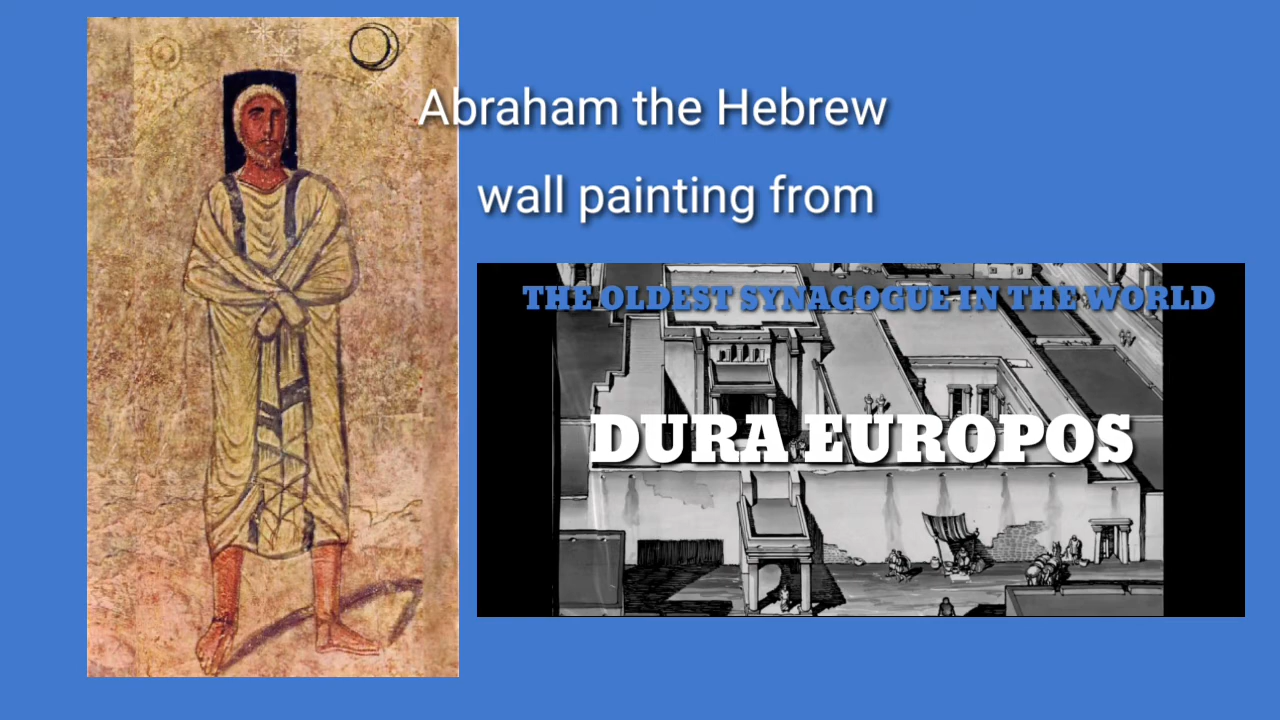 Abraham the Hebrew
wall painting from
THE OLDEST SYNAGOGUE IN THE WORLD
DURA EUROPOS